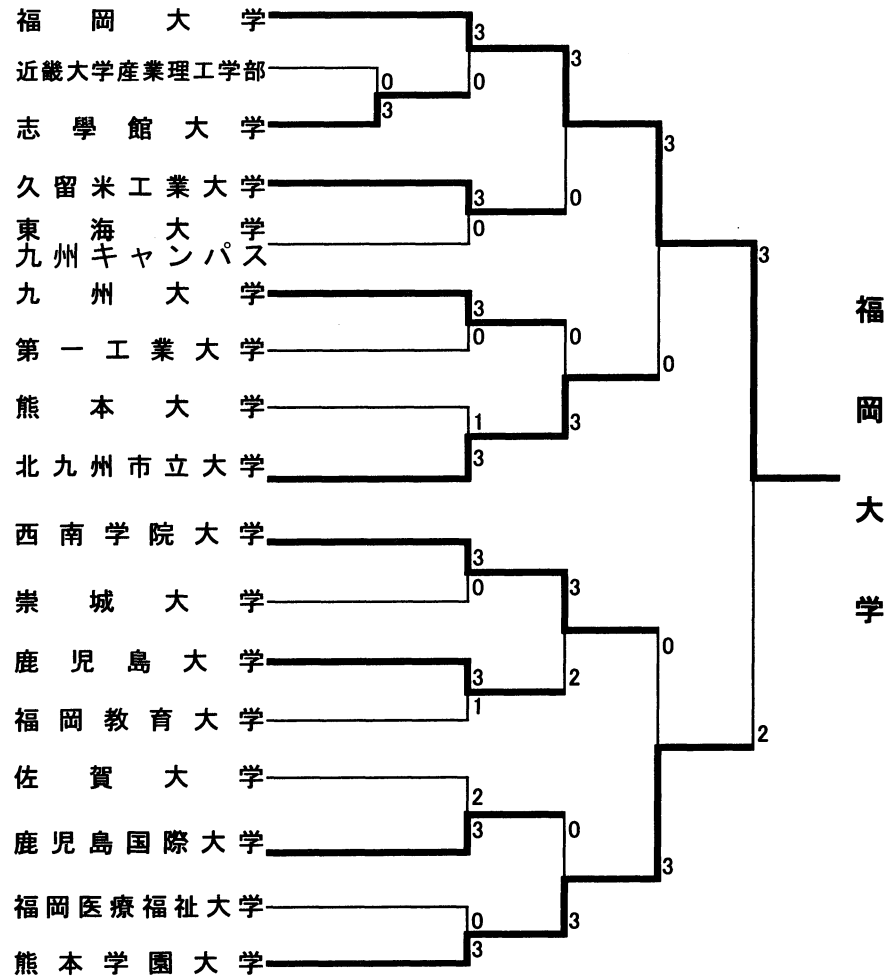 福岡大学
3
3
近畿大学産業理工学部
0
0
3
志學館大学
3
久留米工業大学
3
0
東海大学
0
九州キャンパス
3
九州大学
3
福岡大学
0
0
第一工業大学
0
熊本大学
1
3
北九州市立大学
3
西南学院大学
3
0
3
崇城大学
0
鹿児島大学
3
2
福岡教育大学
1
2
佐賀大学
2
3
0
鹿児島国際大学
3
福岡医療福祉大学
0
3
熊本学園大学
3